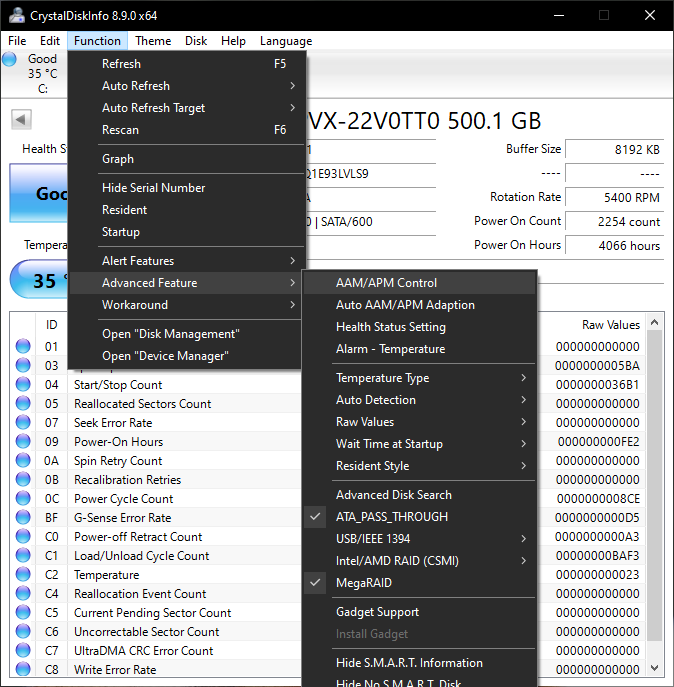 CrystalDiskInfo 8.9.0 x64
File Edit Function Theme Disk Help Language
Good
35 °C
C:
Refresh F5
Auto Refresh
Auto Refresh Target
Rescan F6
Graph
Hide Serial Number
Resident
Startup
Alert Features
Advanced Feature
Workaround
Open "Disk Management"
Open "Device Manager"
VX-22V0TT0 500.1 GB
Health St
Goo
Tempera
35 °
1
Q1E93LVLS9
A
0 | SATA/600
Buffer Size 8192 KB
---- ----
Rotation Rate 5400 RPM
Power On Count 2254 count
Power On Hours 4066 hours
AAM/APM Control
Auto AAM/APM Adaption
Health Status Setting
Alarm - Temperature
Temperature Type
Auto Detection
Raw Values
Wait Time at Startup
Resident Style
Advanced Disk Search
ATA_PASS_THROUGH
USB/IEEE 1394
Intel/AMD RAID (CSMI)
MegaRAID
Gadget Support
Install Gadget
Hide S.M.A.R.T. Information
Hide No S.M.A.R.T. Disk
ID Raw Values
01 000000000000
03 0000000005BA
04 Start/Stop Count 0000000036B1
05 Reallocated Sectors Count 000000000000
07 Seek Error Rate 000000000000
09 Power-On Hours 000000000FE2
0A Spin Retry Count 000000000000
0B Recalibration Retries 000000000000
0C Power Cycle Count 0000000008CE
BF G-Sense Error Rate 0000000000D5
C0 Power-off Retract Count 0000000000A3
C1 Load/Unload Cycle Count 00000000BAF3
C2 Temperature 000000000023
C4 Reallocation Event Count 000000000000
C5 Current Pending Sector Count 000000000000
C6 Uncorrectable Sector Count 000000000000
C7 UltraDMA CRC Error Count 000000000000
C8 Write Error Rate 000000000000